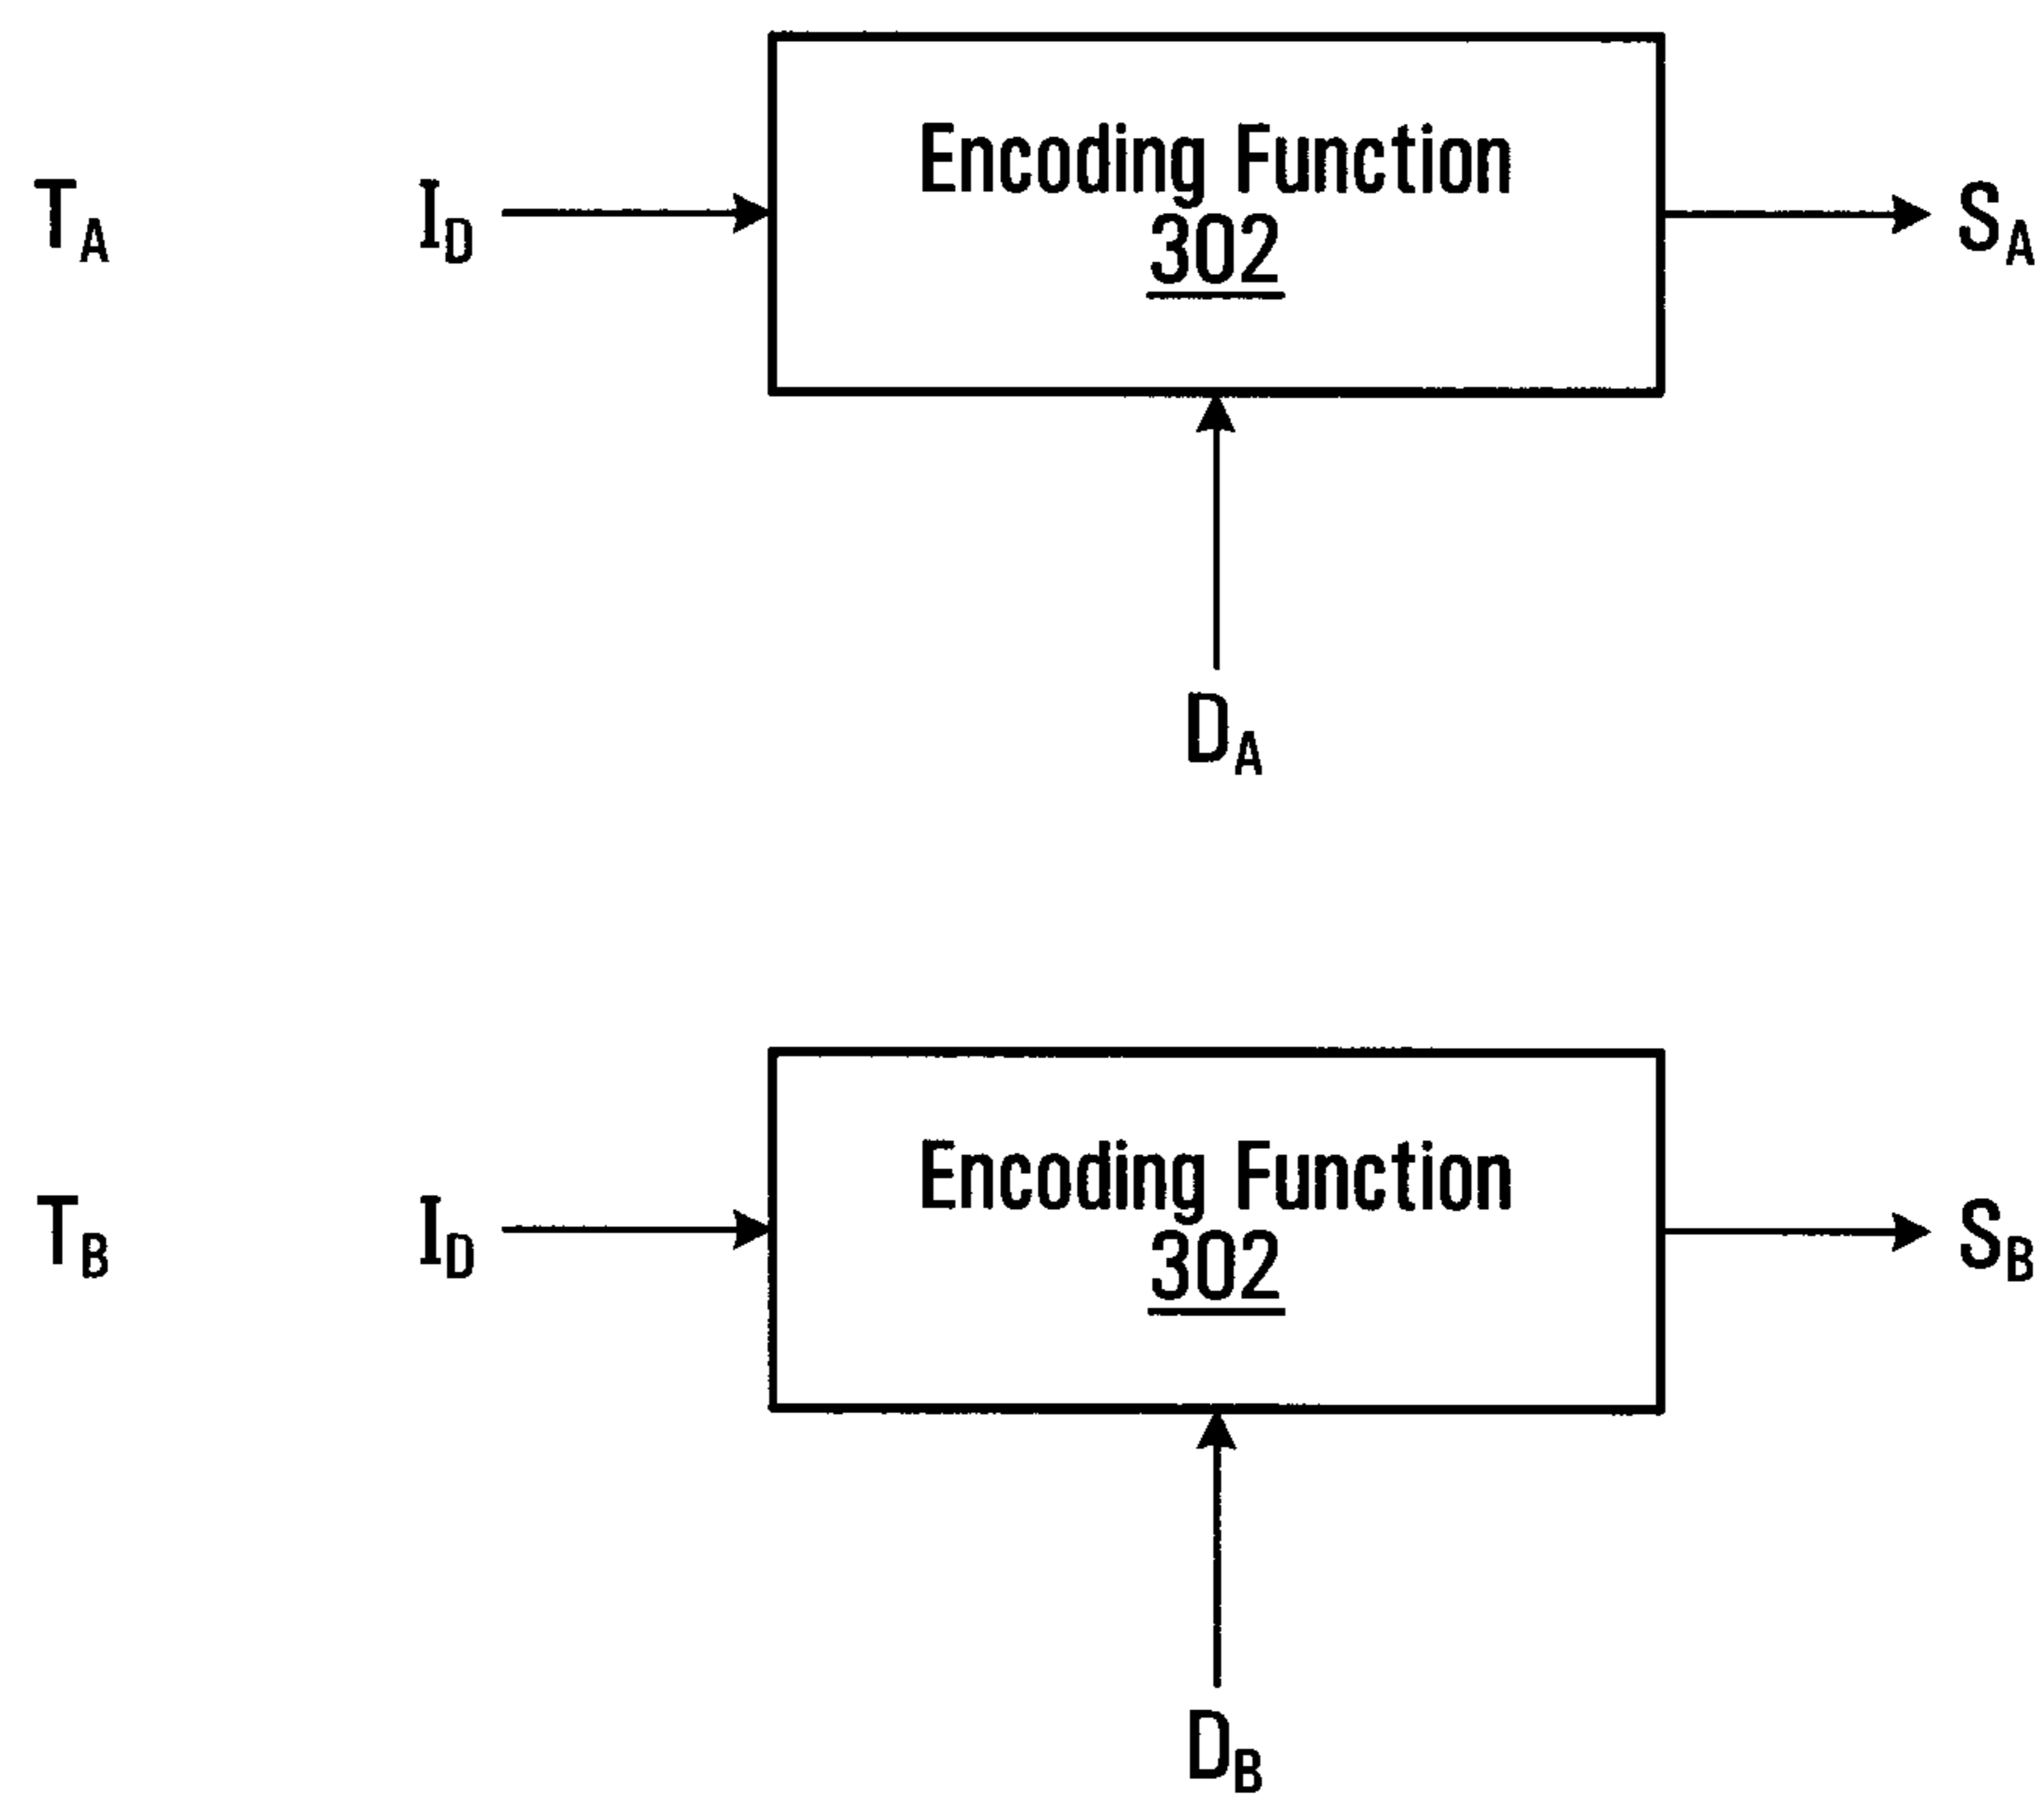 Encoding Function
302
T_A I_D S_A
D_A
Encoding Function
302
T_B I_D S_B
D_B